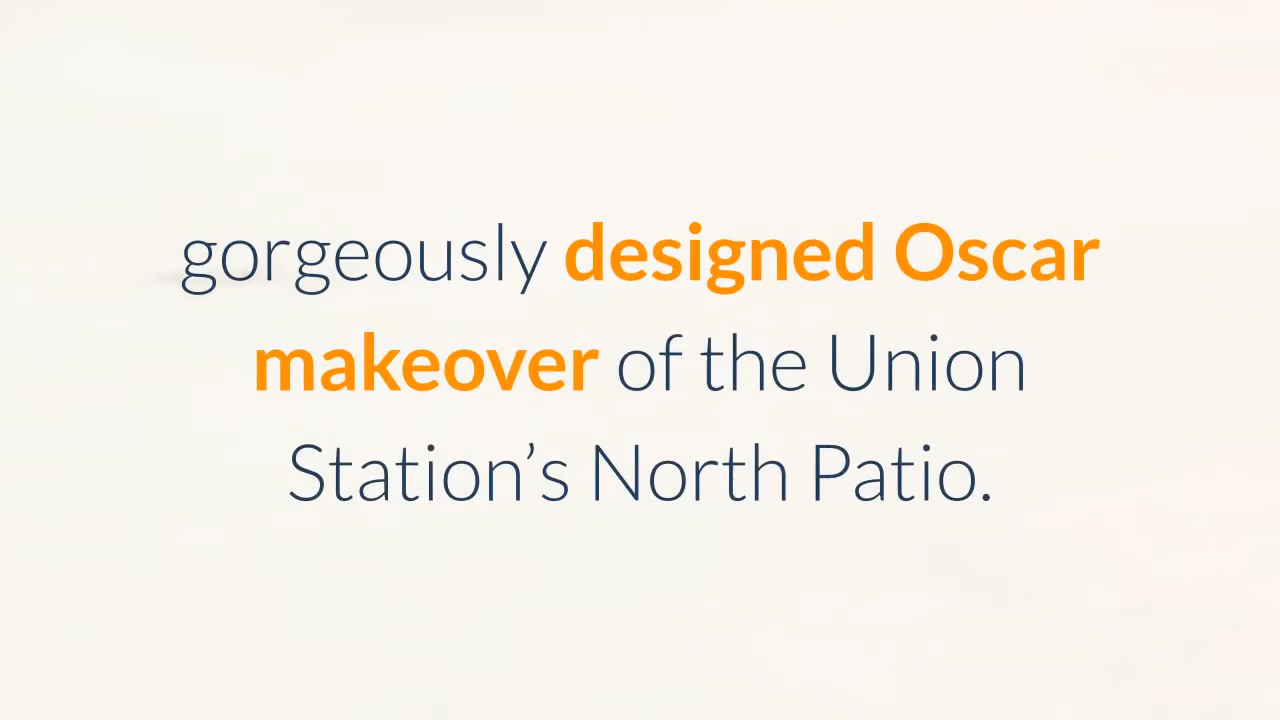 gorgeously designed Oscar
makeover of the Union
Station’s North Patio.